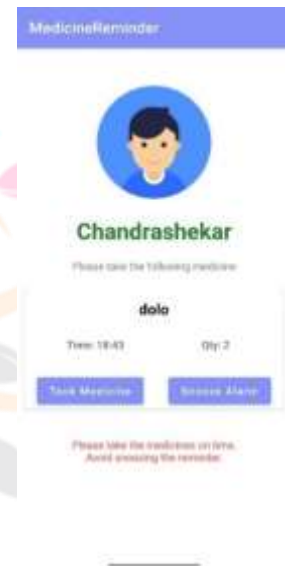 MedicineReminder
Chandrashekar
Please take the following medicine
dolo
Time: 18:43 Qty: 2
Took Medicine Snooze Alarm
Please take the medicines on time.
Avoid snoozing the reminder.